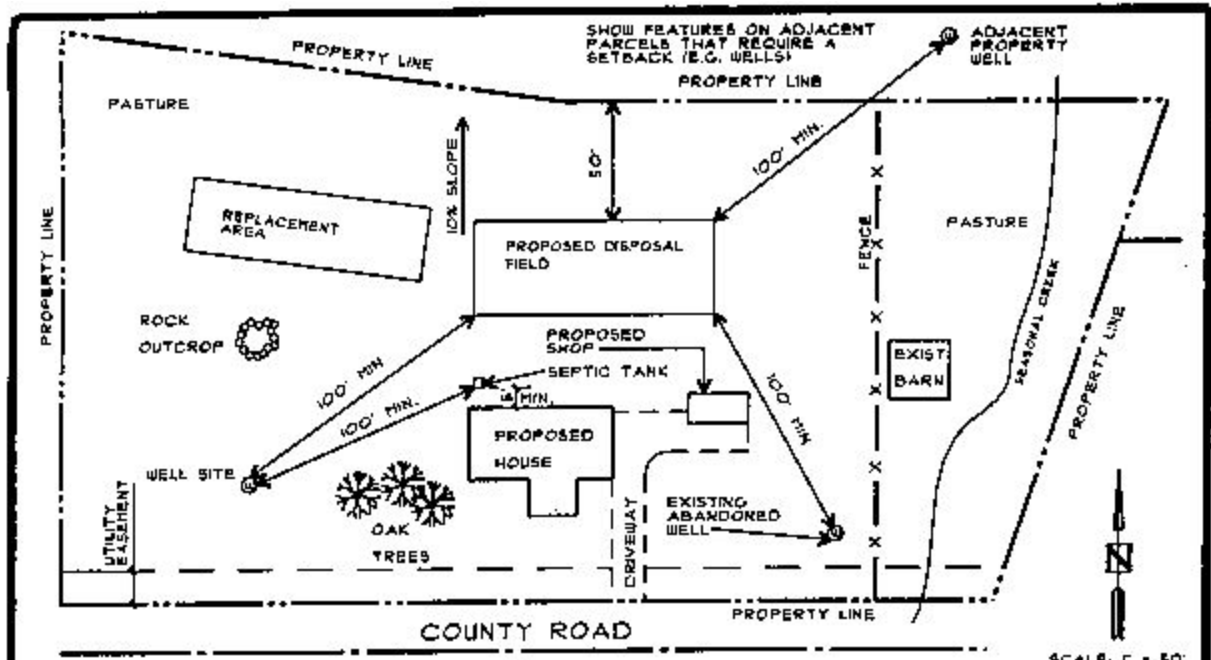 SHOW FEATURES ON ADJACENT
PARCELS THAT REQUIRE A
SETBACK (E.G. WELLS)
ADJACENT
PROPERTY
WELL
PROPERTY LINE
PROPERTY LINE
PASTURE
100' MIN.
50'
10% SLOPE
REPLACEMENT
AREA
PROPOSED DISPOSAL
FIELD
FENCE
PASTURE
PROPERTY LINE
SEASONAL CREEK
PROPERTY LINE
ROCK
OUTCROP
PROPOSED
SHOP
SEPTIC TANK
EXIST
BARN
100' MIN
100' MIN.
MIN.
100' MIN
PROPOSED
HOUSE
WELL SITE
UTILITY
EASEMENT
OAK
TREES
DRIVEWAY
EXISTING
ABANDORED
WELL
N
PROPERTY LINE
COUNTY ROAD
SCALE: